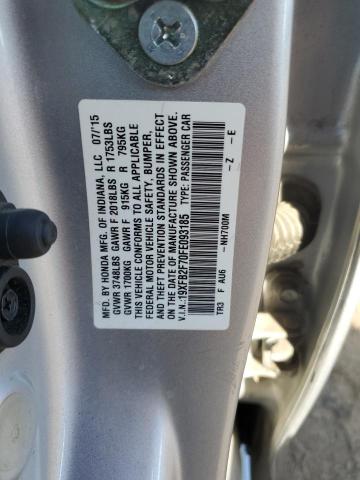 MFD. BY HONDA MFG. OF INDIANA, LLC 07/'15
GVWR 3748LBS GAWR F 2018LBS R 1753LBS
GVWR 1700KG GAWR F 915KG R 795KG
THIS VEHICLE CONFORMS TO ALL APPLICABLE
FEDERAL MOTOR VEHICLE SAFETY, BUMPER,
AND THEFT PREVENTION STANDARDS IN EFFECT
ON THE DATE OF MANUFACTURE SHOWN ABOVE.
V.I.N.:19XFB2F70FE093185 TYPE:PASSENGER CAR
TR3 F AU6 -NH700M -Z -E